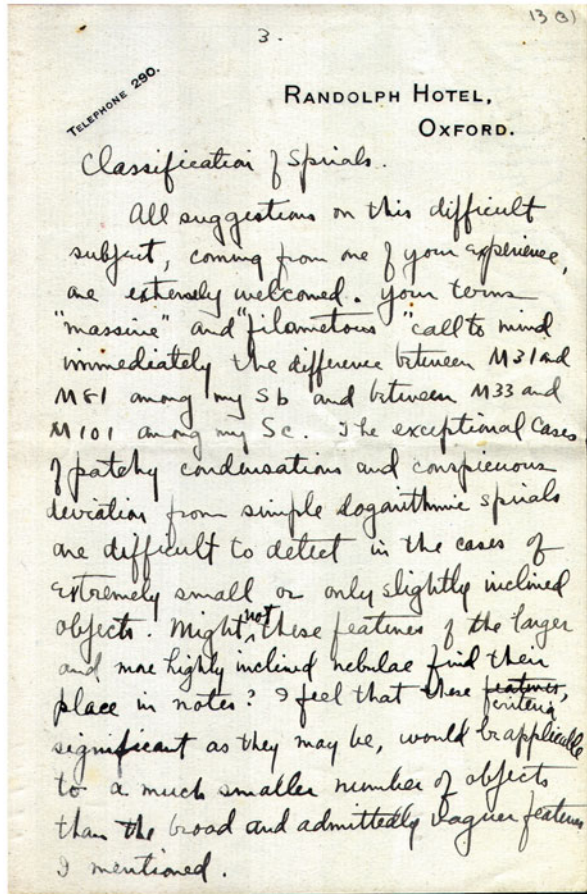 13 (3)
3.
TELEPHONE 290.
RANDOLPH HOTEL,
OXFORD.
Classification of Spirals.
All suggestions on this difficult
subject, coming from one of your experience,
are extremely welcomed. Your terms
"massive" and "filametous" call to mind
immediately the difference between M31 and
M81 among my Sb and between M33 and
M101 among my Sc. The exceptional cases
of patchy condensations and conspicuous
deviation from simple logarithmic spirals
are difficult to detect in the cases of
extremely small or only slightly inclined
objects. Might not these features of the larger
and more highly inclined nebulae find their
place in notes? I feel that these features, criteria
significant as they may be, would be applicable
to a much smaller number of objects
than the broad and admittedly vaguer features
I mentioned.